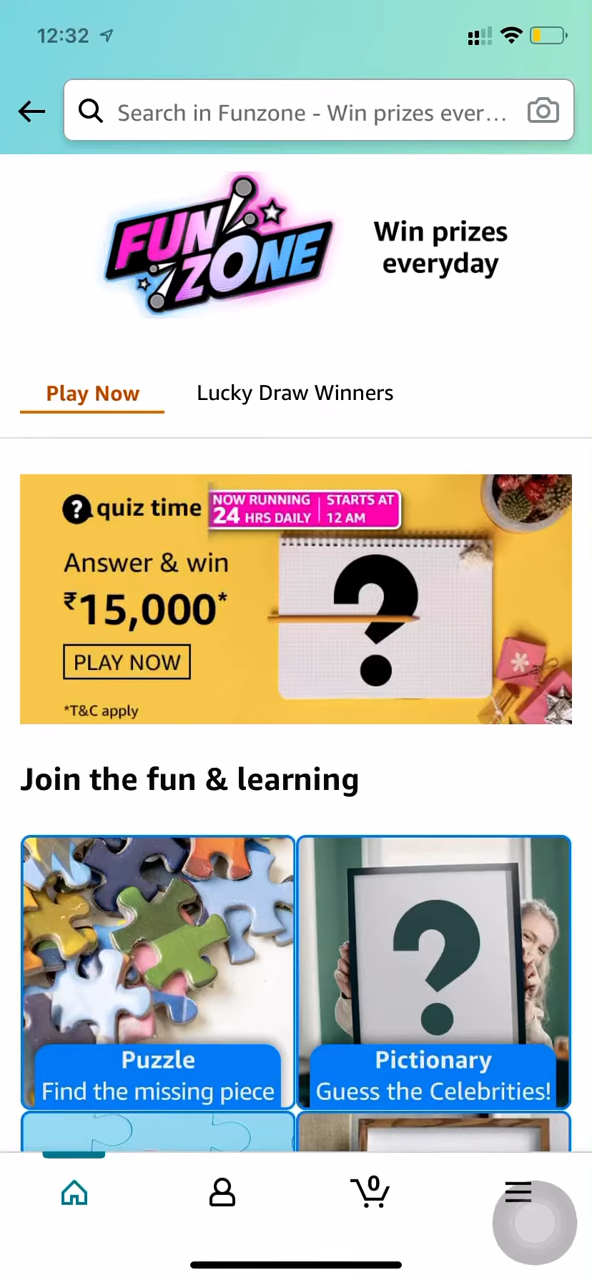 12:32
Search in Funzone - Win prizes ever...
FUN
ZONE
Win prizes
everyday
Play Now
Lucky Draw Winners
? quiz time
NOW RUNNING
24 HRS DAILY
STARTS AT
12 AM
Answer & win
₹15,000*
PLAY NOW
*T&C apply
?
Join the fun & learning
?
Puzzle
Find the missing piece
Pictionary
Guess the Celebrities!
0